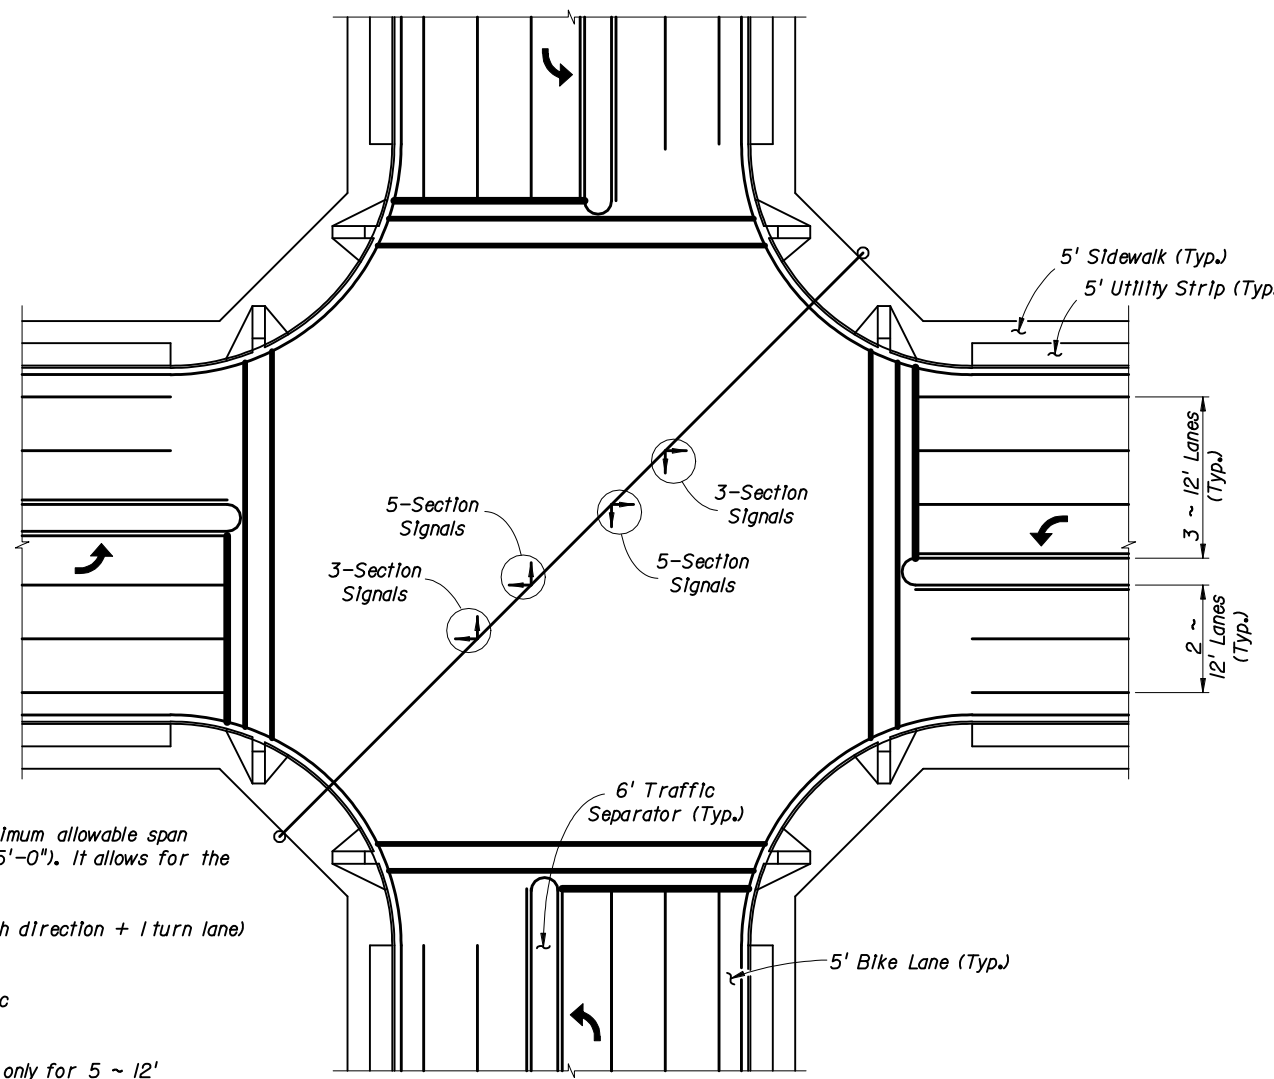 5' Sidewalk (Typ.)
5' Utility Strip (Typ.
3 ~ 12' Lanes
(Typ.)
2 ~
12' Lanes
(Typ.)
3-Section
Signals
5-Section
Signals
5-Section
Signals
3-Section
Signals
6' Traffic
Separator (Typ.)
5' Bike Lane (Typ.)
imum allowable span
5'-0"). It allows for the
h direction + 1 turn lane)
c
only for 5 ~ 12'